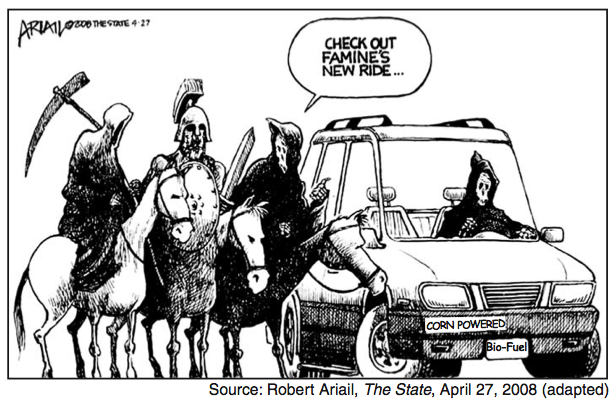 ARIAIL ©2008 THE STATE 4-27
CHECK OUT
FAMINE'S
NEW RIDE...
CORN POWERED
Bio-Fuel
Source: Robert Ariail, The State, April 27, 2008 (adapted)